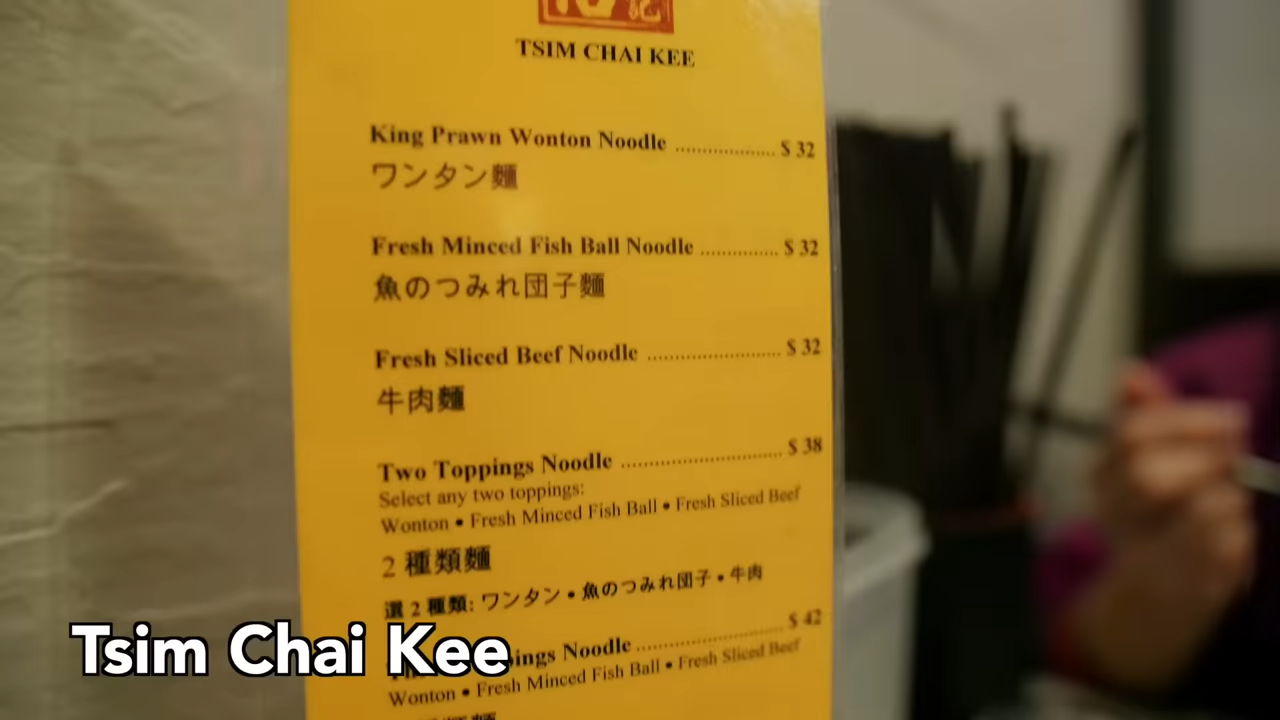 記
TSIM CHAI KEE
King Prawn Wonton Noodle .................. $ 32
ワンタン麵
Fresh Minced Fish Ball Noodle .............. $ 32
魚のつみれ団子麵
Fresh Sliced Beef Noodle ........................ $ 32
牛肉麵
Two Toppings Noodle ............................. $ 38
Select any two toppings:
Wonton • Fresh Minced Fish Ball • Fresh Sliced Beef
2 種類麵
選 2 種類: ワンタン • 魚のつみれ団子 • 牛肉
Noodle .......................... $ 42
Wonton • Fresh Minced Fish Ball • Fresh Sliced Beef
Tsim Chai Kee